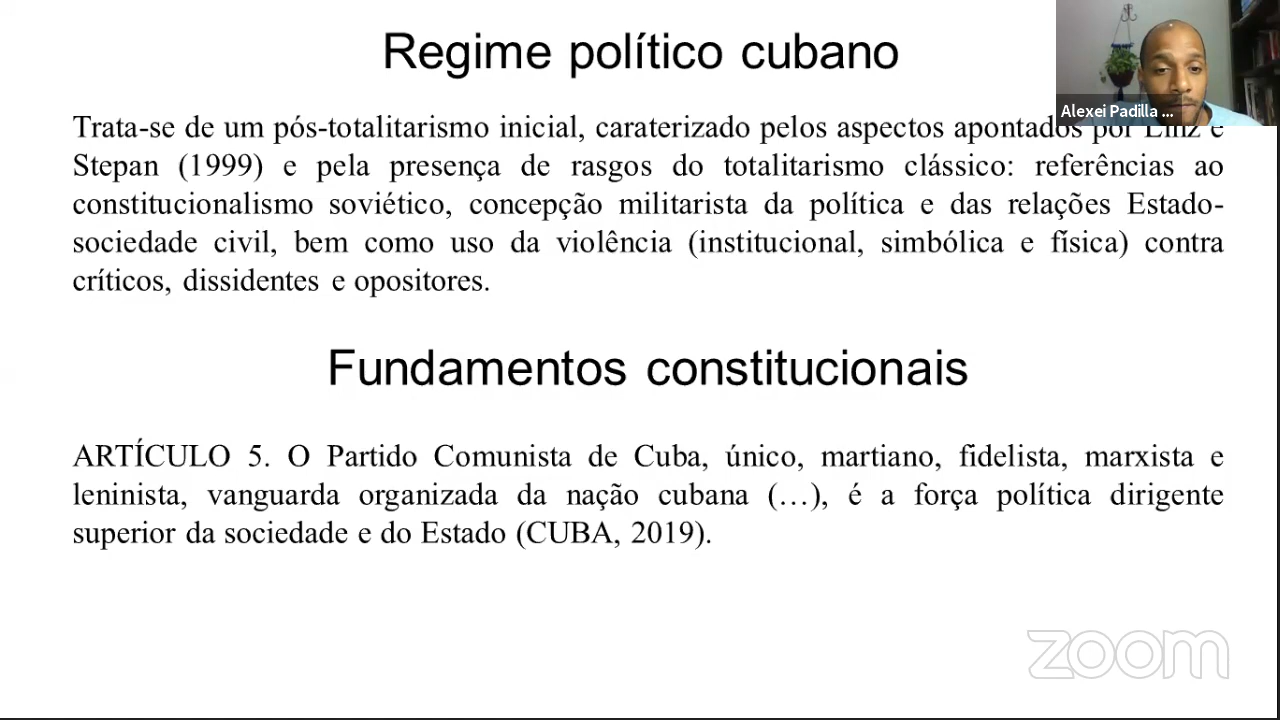 Regime político cubano
Alexei Padilla ...
Trata-se de um pós-totalitarismo inicial, caraterizado pelos aspectos apontados por Linz e
Stepan (1999) e pela presença de rasgos do totalitarismo clássico: referências ao
constitucionalismo soviético, concepção militarista da política e das relações Estado-
sociedade civil, bem como uso da violência (institucional, simbólica e física) contra
críticos, dissidentes e opositores.
Fundamentos constitucionais
ARTÍCULO 5. O Partido Comunista de Cuba, único, martiano, fidelista, marxista e
leninista, vanguarda organizada da nação cubana (…), é a força política dirigente
superior da sociedade e do Estado (CUBA, 2019).
zoom